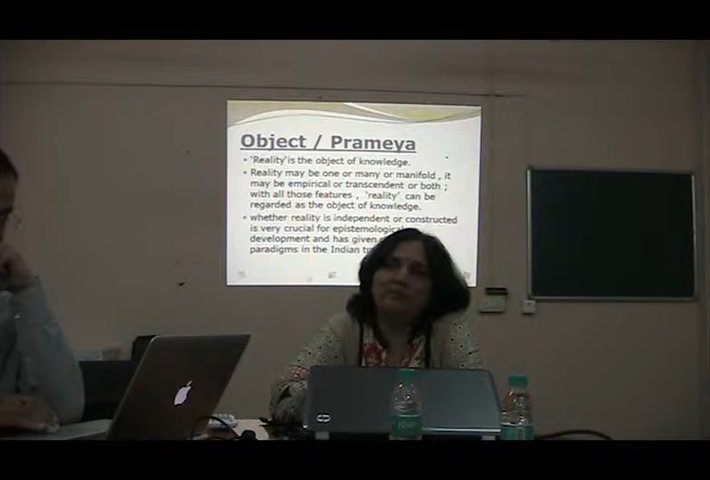 Object / Prameya
• 'Reality'is the object of knowledge.
• Reality may be one or many or manifold , it
may be empirical or transcendent or both ;
with all those features , 'reality' can be
regarded as the object of knowledge.
• whether reality is independent or constructed
is very crucial for epistemological
development and has given
paradigms in the Indian
hp